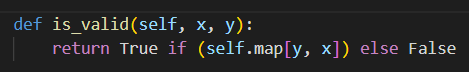 def is_valid(self, x, y):
    return True if (self.map[y, x]) else False